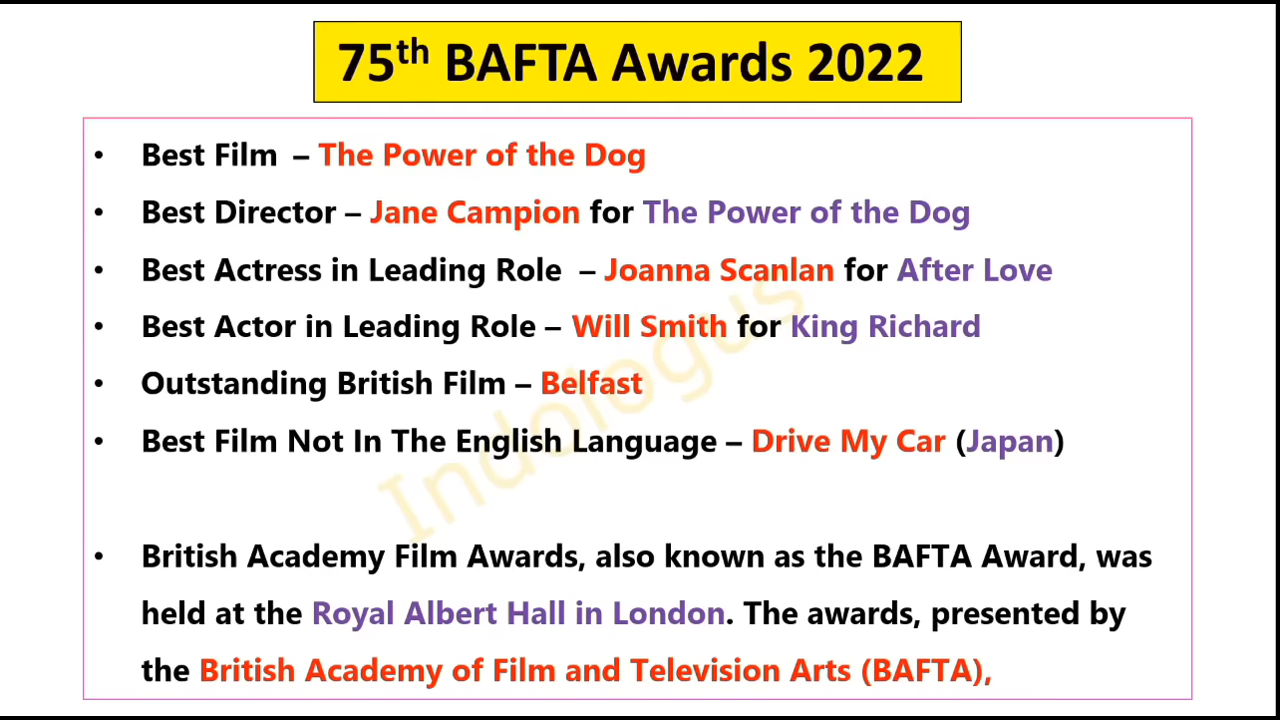 75th BAFTA Awards 2022
• Best Film – The Power of the Dog
• Best Director – Jane Campion for The Power of the Dog
• Best Actress in Leading Role – Joanna Scanlan for After Love
• Best Actor in Leading Role – Will Smith for King Richard
• Outstanding British Film – Belfast
• Best Film Not In The English Language – Drive My Car (Japan)
Indologus
• British Academy Film Awards, also known as the BAFTA Award, was
held at the Royal Albert Hall in London. The awards, presented by
the British Academy of Film and Television Arts (BAFTA),